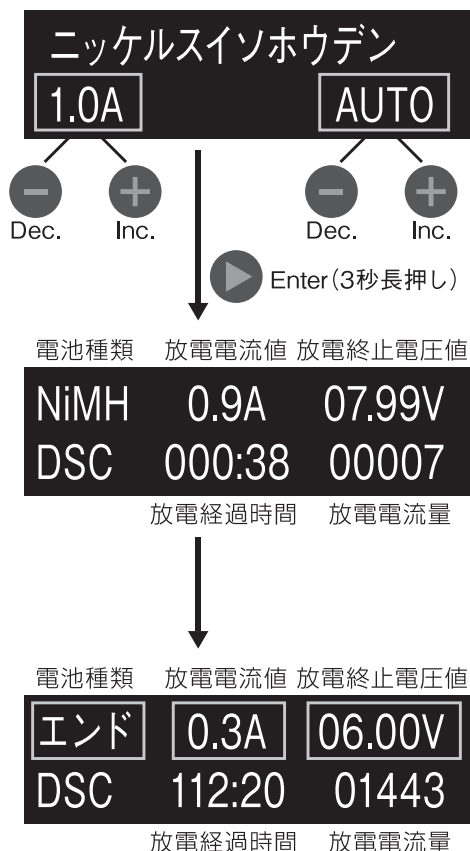 ニッケルスイソホウデン
1.0A AUTO
Dec. Inc. Dec. Inc.
Enter(3秒長押し)
電池種類 放電電流値 放電終止電圧値
NiMH 0.9A 07.99V
DSC 000:38 00007
放電経過時間 放電電流量
電池種類 放電電流値 放電終止電圧値
エンド 0.3A 06.00V
DSC 112:20 01443
放電経過時間 放電電流量